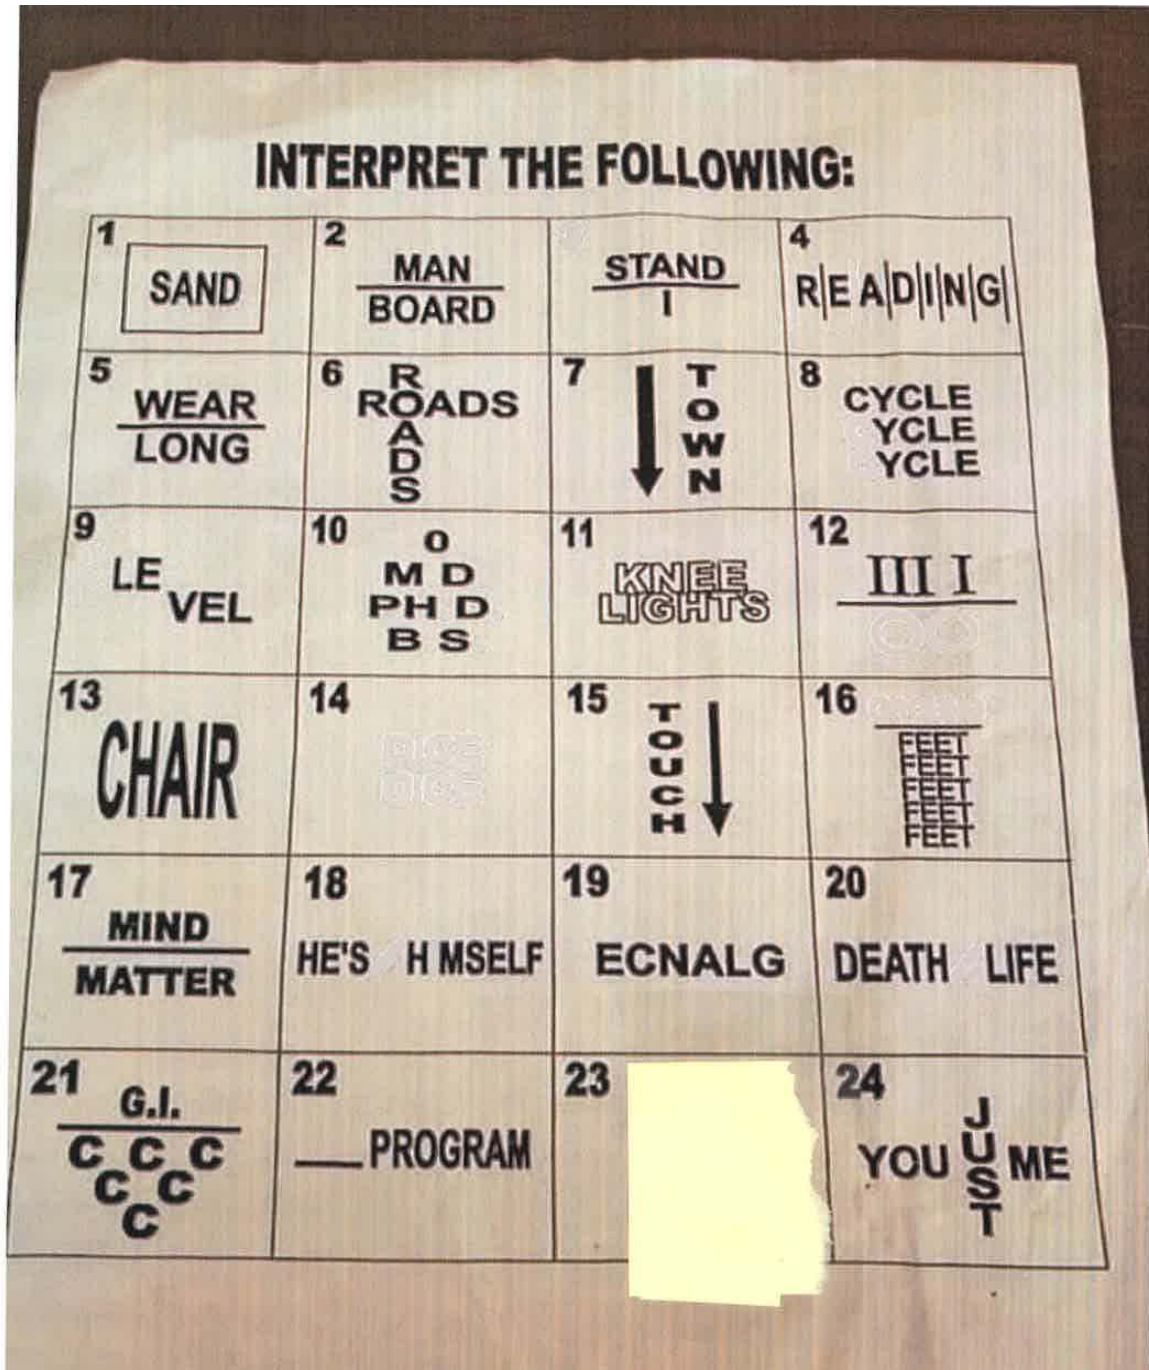 INTERPRET THE FOLLOWING:
1
SAND
2
MAN
BOARD
STAND
I
4
R|E A|D|I|N|G|
5
WEAR
LONG
6
R
ROADS
A
D
S
7
T
O
W
N
8
CYCLE
YCLE
YCLE
9
LE
VEL
10
O
M D
PH D
B S
11
KNEE
LIGHTS
12
III I
O O
13
CHAIR
14
DICE
DICE
15
T
O
U
C
H
16
FEET
FEET
FEET
FEET
FEET
17
MIND
MATTER
18
HE'S H MSELF
19
ECNALG
20
DEATH LIFE
21
G.I.
C C C
C C
C
22
___ PROGRAM
23
24
J
YOU U ME
S
T